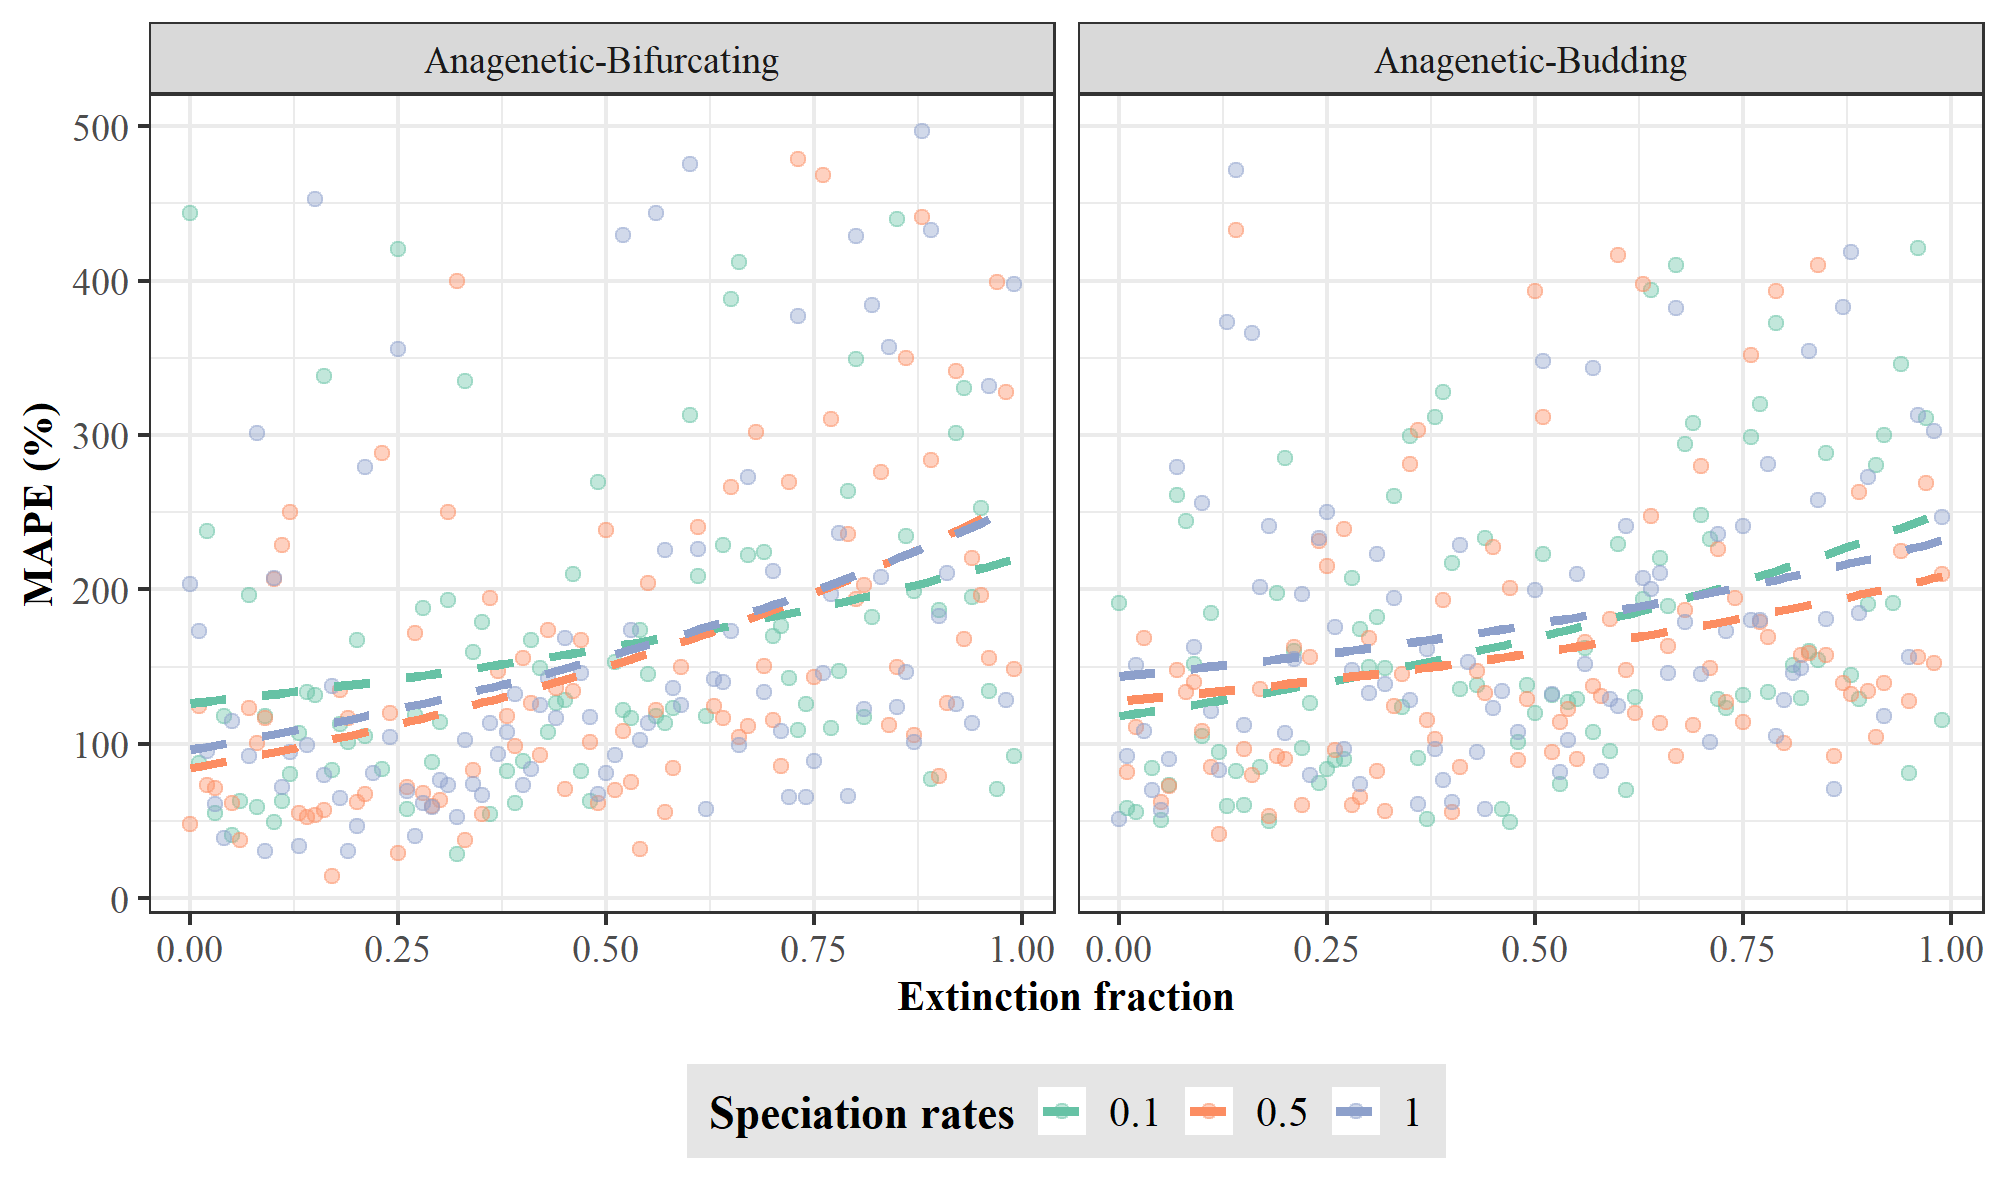 Anagenetic-Bifurcating Anagenetic-Budding
500
400
300
200
100
0
MAPE (%)
0.00 0.25 0.50 0.75 1.00 0.00 0.25 0.50 0.75 1.00
Extinction fraction
Speciation rates 0.1 0.5 1